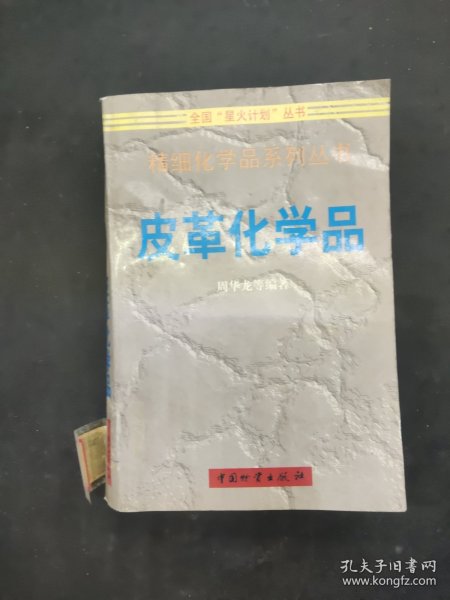 全国“星火计划”丛书
精细化学品系列丛书
皮革化学品
周华龙等编著
中国物资出版社
孔夫子旧书网
www.kongfz.com